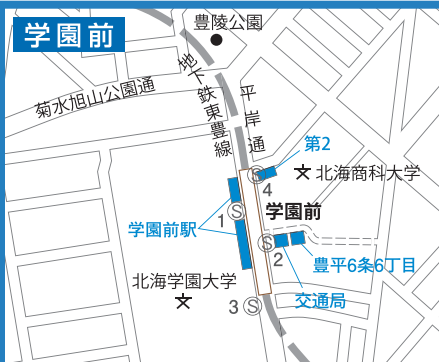 学園前
豊陵公園
菊水旭山公園通
地下鉄東豊線
平岸通
第2
Ⓢ
4
北海商科大学
Ⓢ
1
学園前
学園前駅
Ⓢ
2
豊平6条6丁目
北海学園大学
交通局
3 Ⓢ